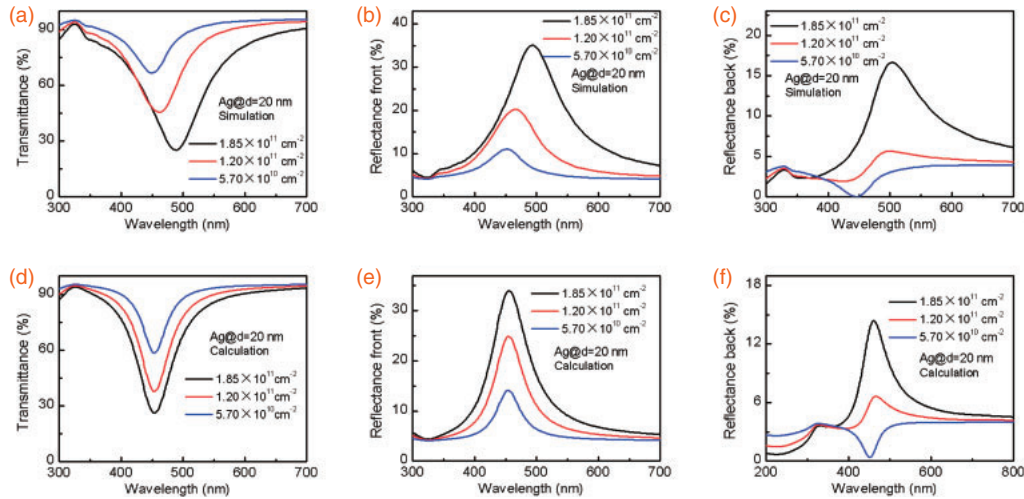 (a)
Transmittance (%)
90
60
30
0
Ag@d=20 nm
Simulation
1.85×10¹¹ cm⁻²
1.20×10¹¹ cm⁻²
5.70×10¹⁰ cm⁻²
300 400 500 600 700
Wavelength (nm)
(b)
Reflectance front (%)
40
30
20
10
0
1.85×10¹¹ cm⁻²
1.20×10¹¹ cm⁻²
5.70×10¹⁰ cm⁻²
Ag@d=20 nm
Simulation
300 400 500 600 700
Wavelength (nm)
(c)
Reflectance back (%)
20
15
10
5
0
1.85×10¹¹ cm⁻²
1.20×10¹¹ cm⁻²
5.70×10¹⁰ cm⁻²
Ag@d=20 nm
Simulation
300 400 500 600 700
Wavelength (nm)
(d)
Transmittance (%)
90
60
30
0
Ag@d=20 nm
Calculation
1.85×10¹¹ cm⁻²
1.20×10¹¹ cm⁻²
5.70×10¹⁰ cm⁻²
300 400 500 600 700
Wavelength (nm)
(e)
Reflectance front (%)
30
20
10
0
1.85×10¹¹ cm⁻²
1.20×10¹¹ cm⁻²
5.70×10¹⁰ cm⁻²
Ag@d=20 nm
Calculation
300 400 500 600 700
Wavelength (nm)
(f)
Reflectance back (%)
18
12
6
0
1.85×10¹¹ cm⁻²
1.20×10¹¹ cm⁻²
5.70×10¹⁰ cm⁻²
Ag@d=20 nm
Calculation
200 400 600 800
Wavelength (nm)